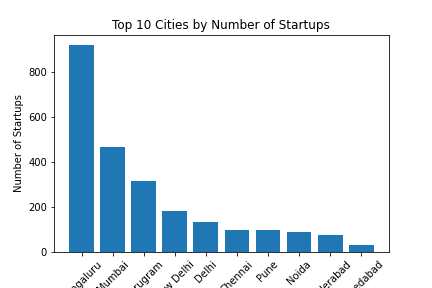 Top 10 Cities by Number of Startups
Number of Startups
800
600
400
200
0
Mumbai
Delhi
Pune
Noida